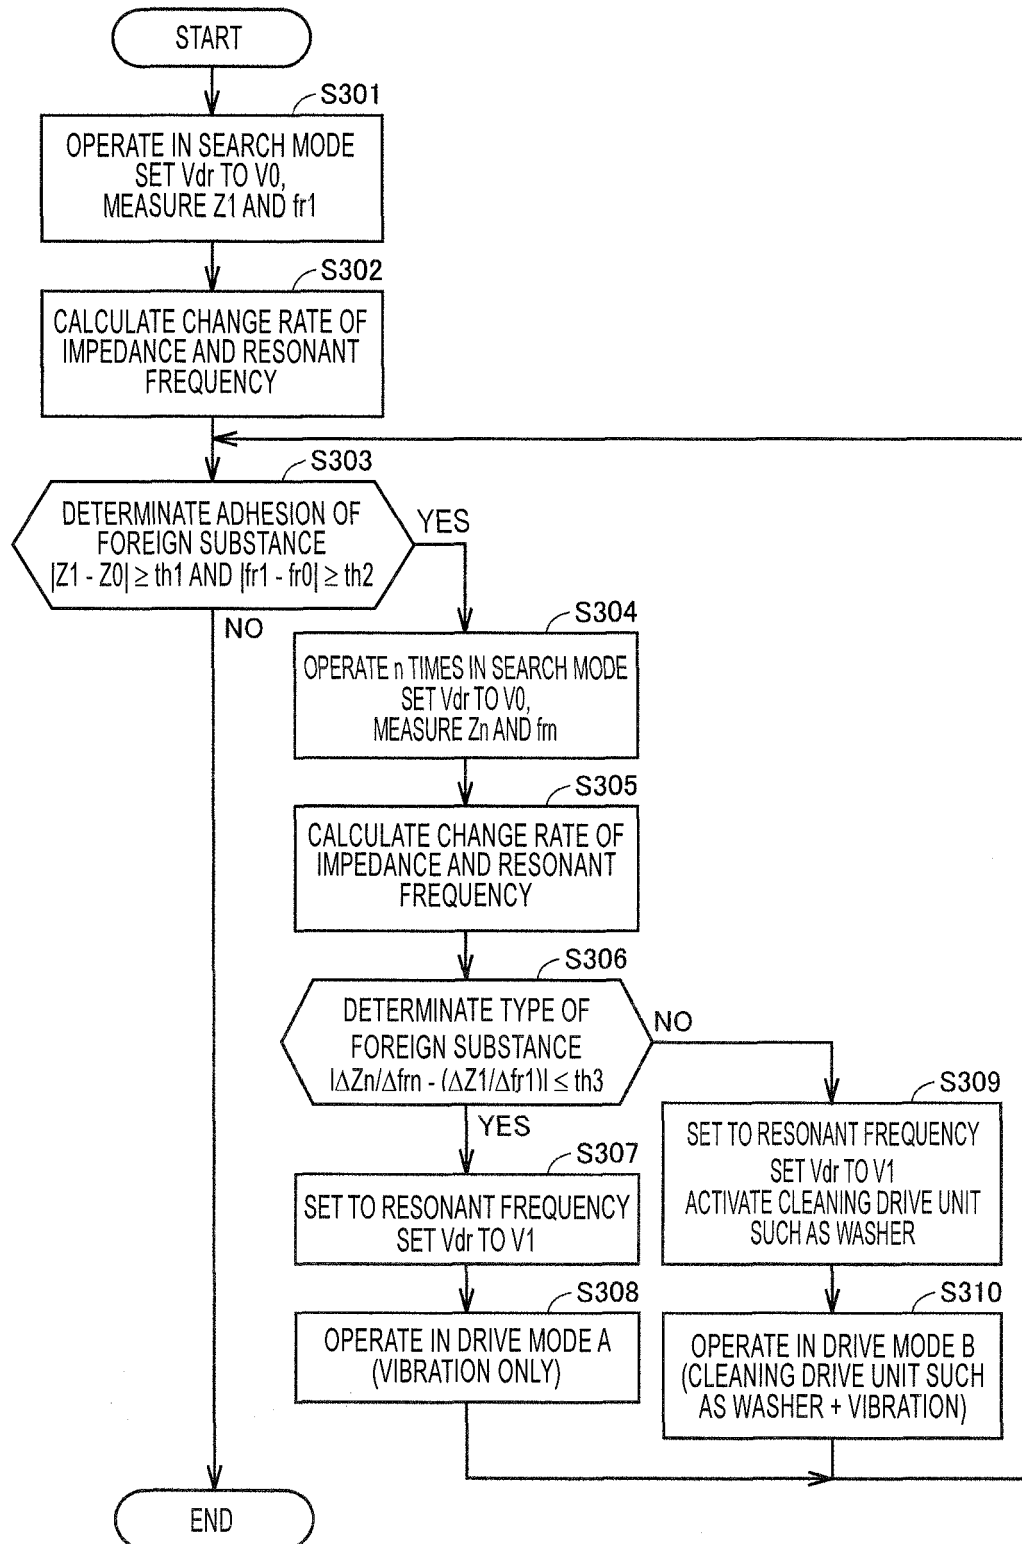 START
S301
OPERATE IN SEARCH MODE
SET Vdr TO V0,
MEASURE Z1 AND fr1
S302
CALCULATE CHANGE RATE OF
IMPEDANCE AND RESONANT
FREQUENCY
S303
DETERMINATE ADHESION OF
FOREIGN SUBSTANCE
|Z1 - Z0| ≥ th1 AND |fr1 - fr0| ≥ th2
YES
NO
S304
OPERATE n TIMES IN SEARCH MODE
SET Vdr TO V0,
MEASURE Zn AND frn
S305
CALCULATE CHANGE RATE OF
IMPEDANCE AND RESONANT
FREQUENCY
S306
DETERMINATE TYPE OF
FOREIGN SUBSTANCE
|ΔZn/Δfrn - (ΔZ1/Δfr1)| ≤ th3
NO
YES
S307
SET TO RESONANT FREQUENCY
SET Vdr TO V1
S308
OPERATE IN DRIVE MODE A
(VIBRATION ONLY)
S309
SET TO RESONANT FREQUENCY
SET Vdr TO V1
ACTIVATE CLEANING DRIVE UNIT
SUCH AS WASHER
S310
OPERATE IN DRIVE MODE B
(CLEANING DRIVE UNIT SUCH
AS WASHER + VIBRATION)
END